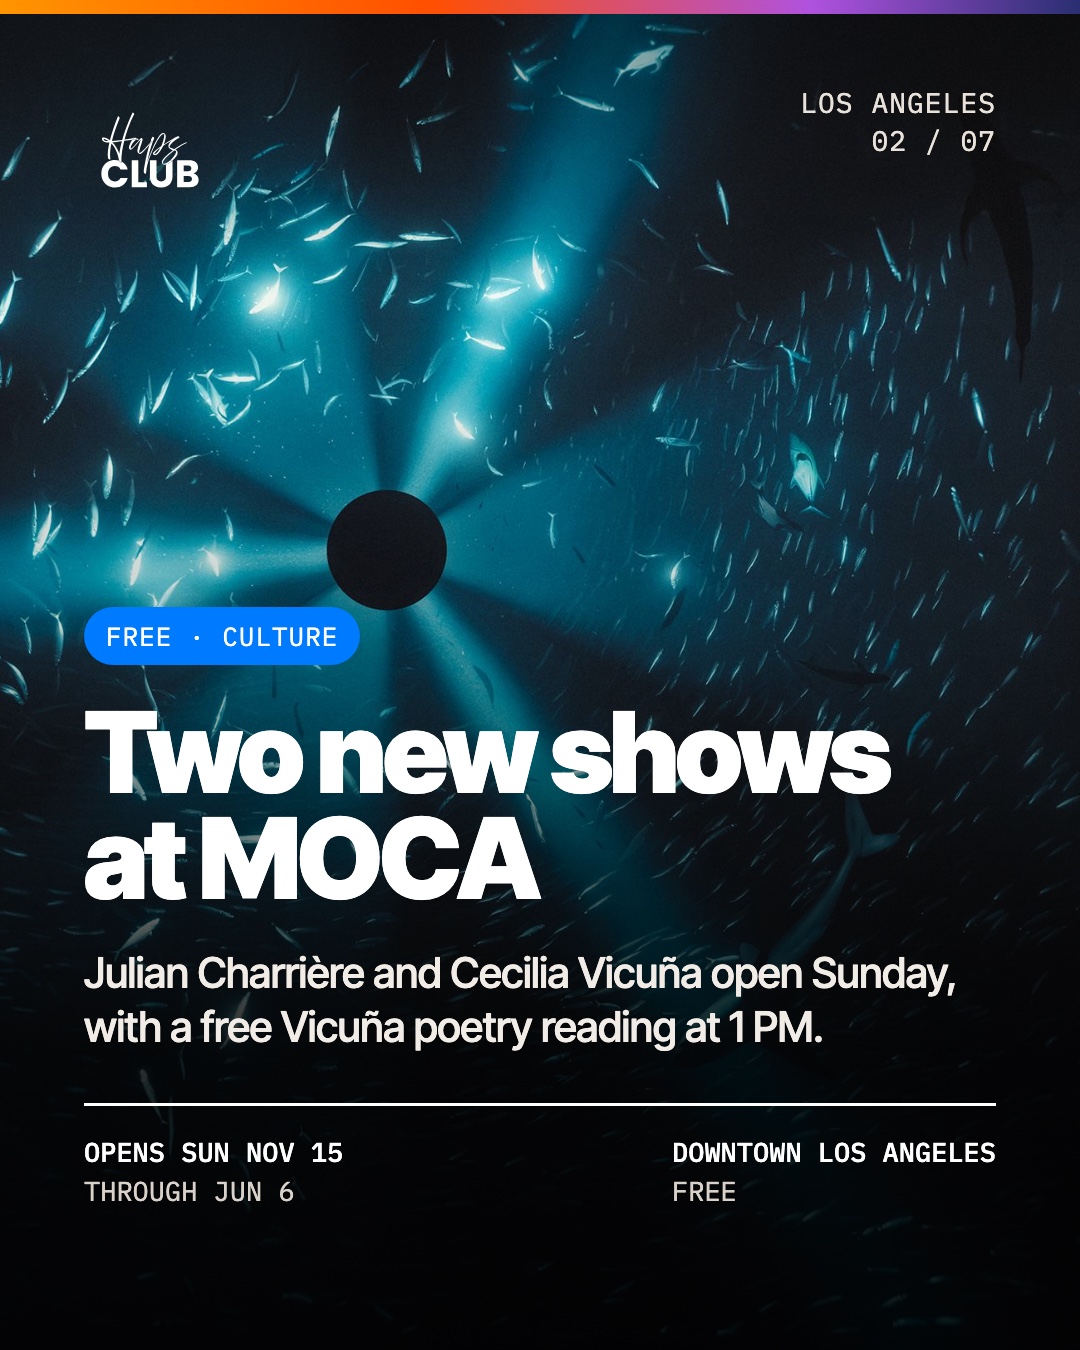 Haps
CLUB
LOS ANGELES
02 / 07
FREE · CULTURE
Two new shows
at MOCA
Julian Charrière and Cecilia Vicuña open Sunday,
with a free Vicuña poetry reading at 1 PM.
OPENS SUN NOV 15
THROUGH JUN 6
DOWNTOWN LOS ANGELES
FREE